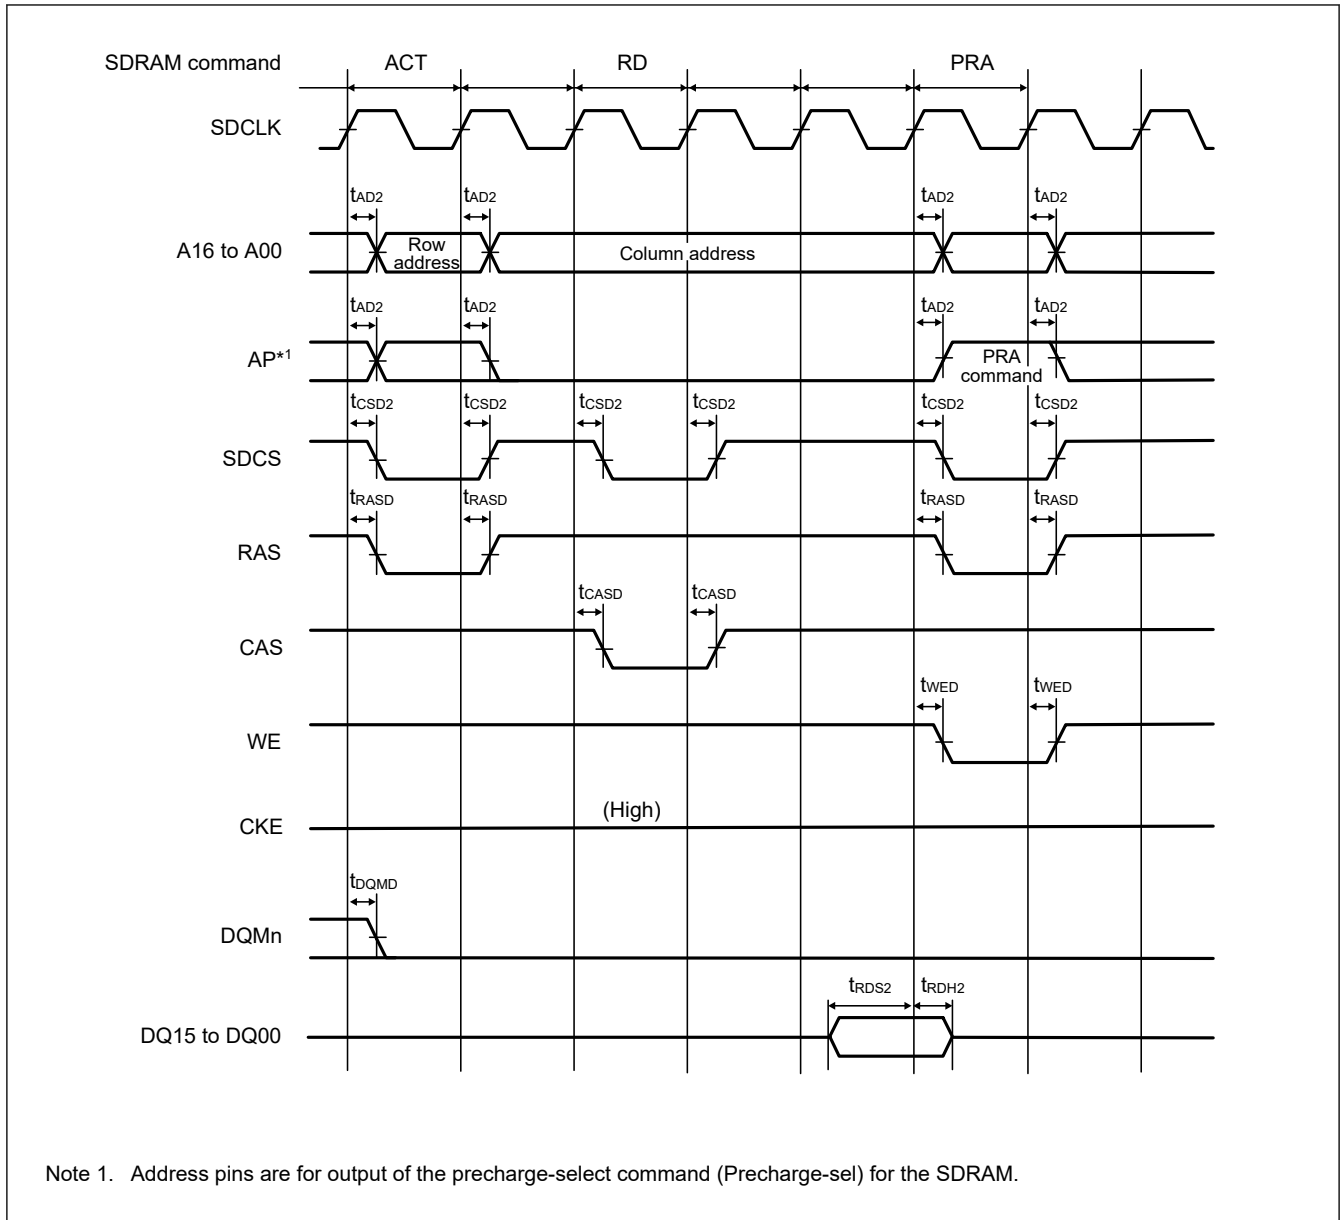 SDRAM command ACT RD PRA
SDCLK
tAD2 tAD2 tAD2 tAD2
A16 to A00 Row address Column address
tAD2 tAD2 tAD2 tAD2
AP*1 PRA command
tCSD2 tCSD2 tCSD2 tCSD2 tCSD2 tCSD2
SDCS
tRASD tRASD tRASD tRASD
RAS
tCASD tCASD
CAS
tWED tWED
WE
(High)
CKE
tDQMD
DQMn
tRDS2 tRDH2
DQ15 to DQ00
Note 1. Address pins are for output of the precharge-select command (Precharge-sel) for the SDRAM.